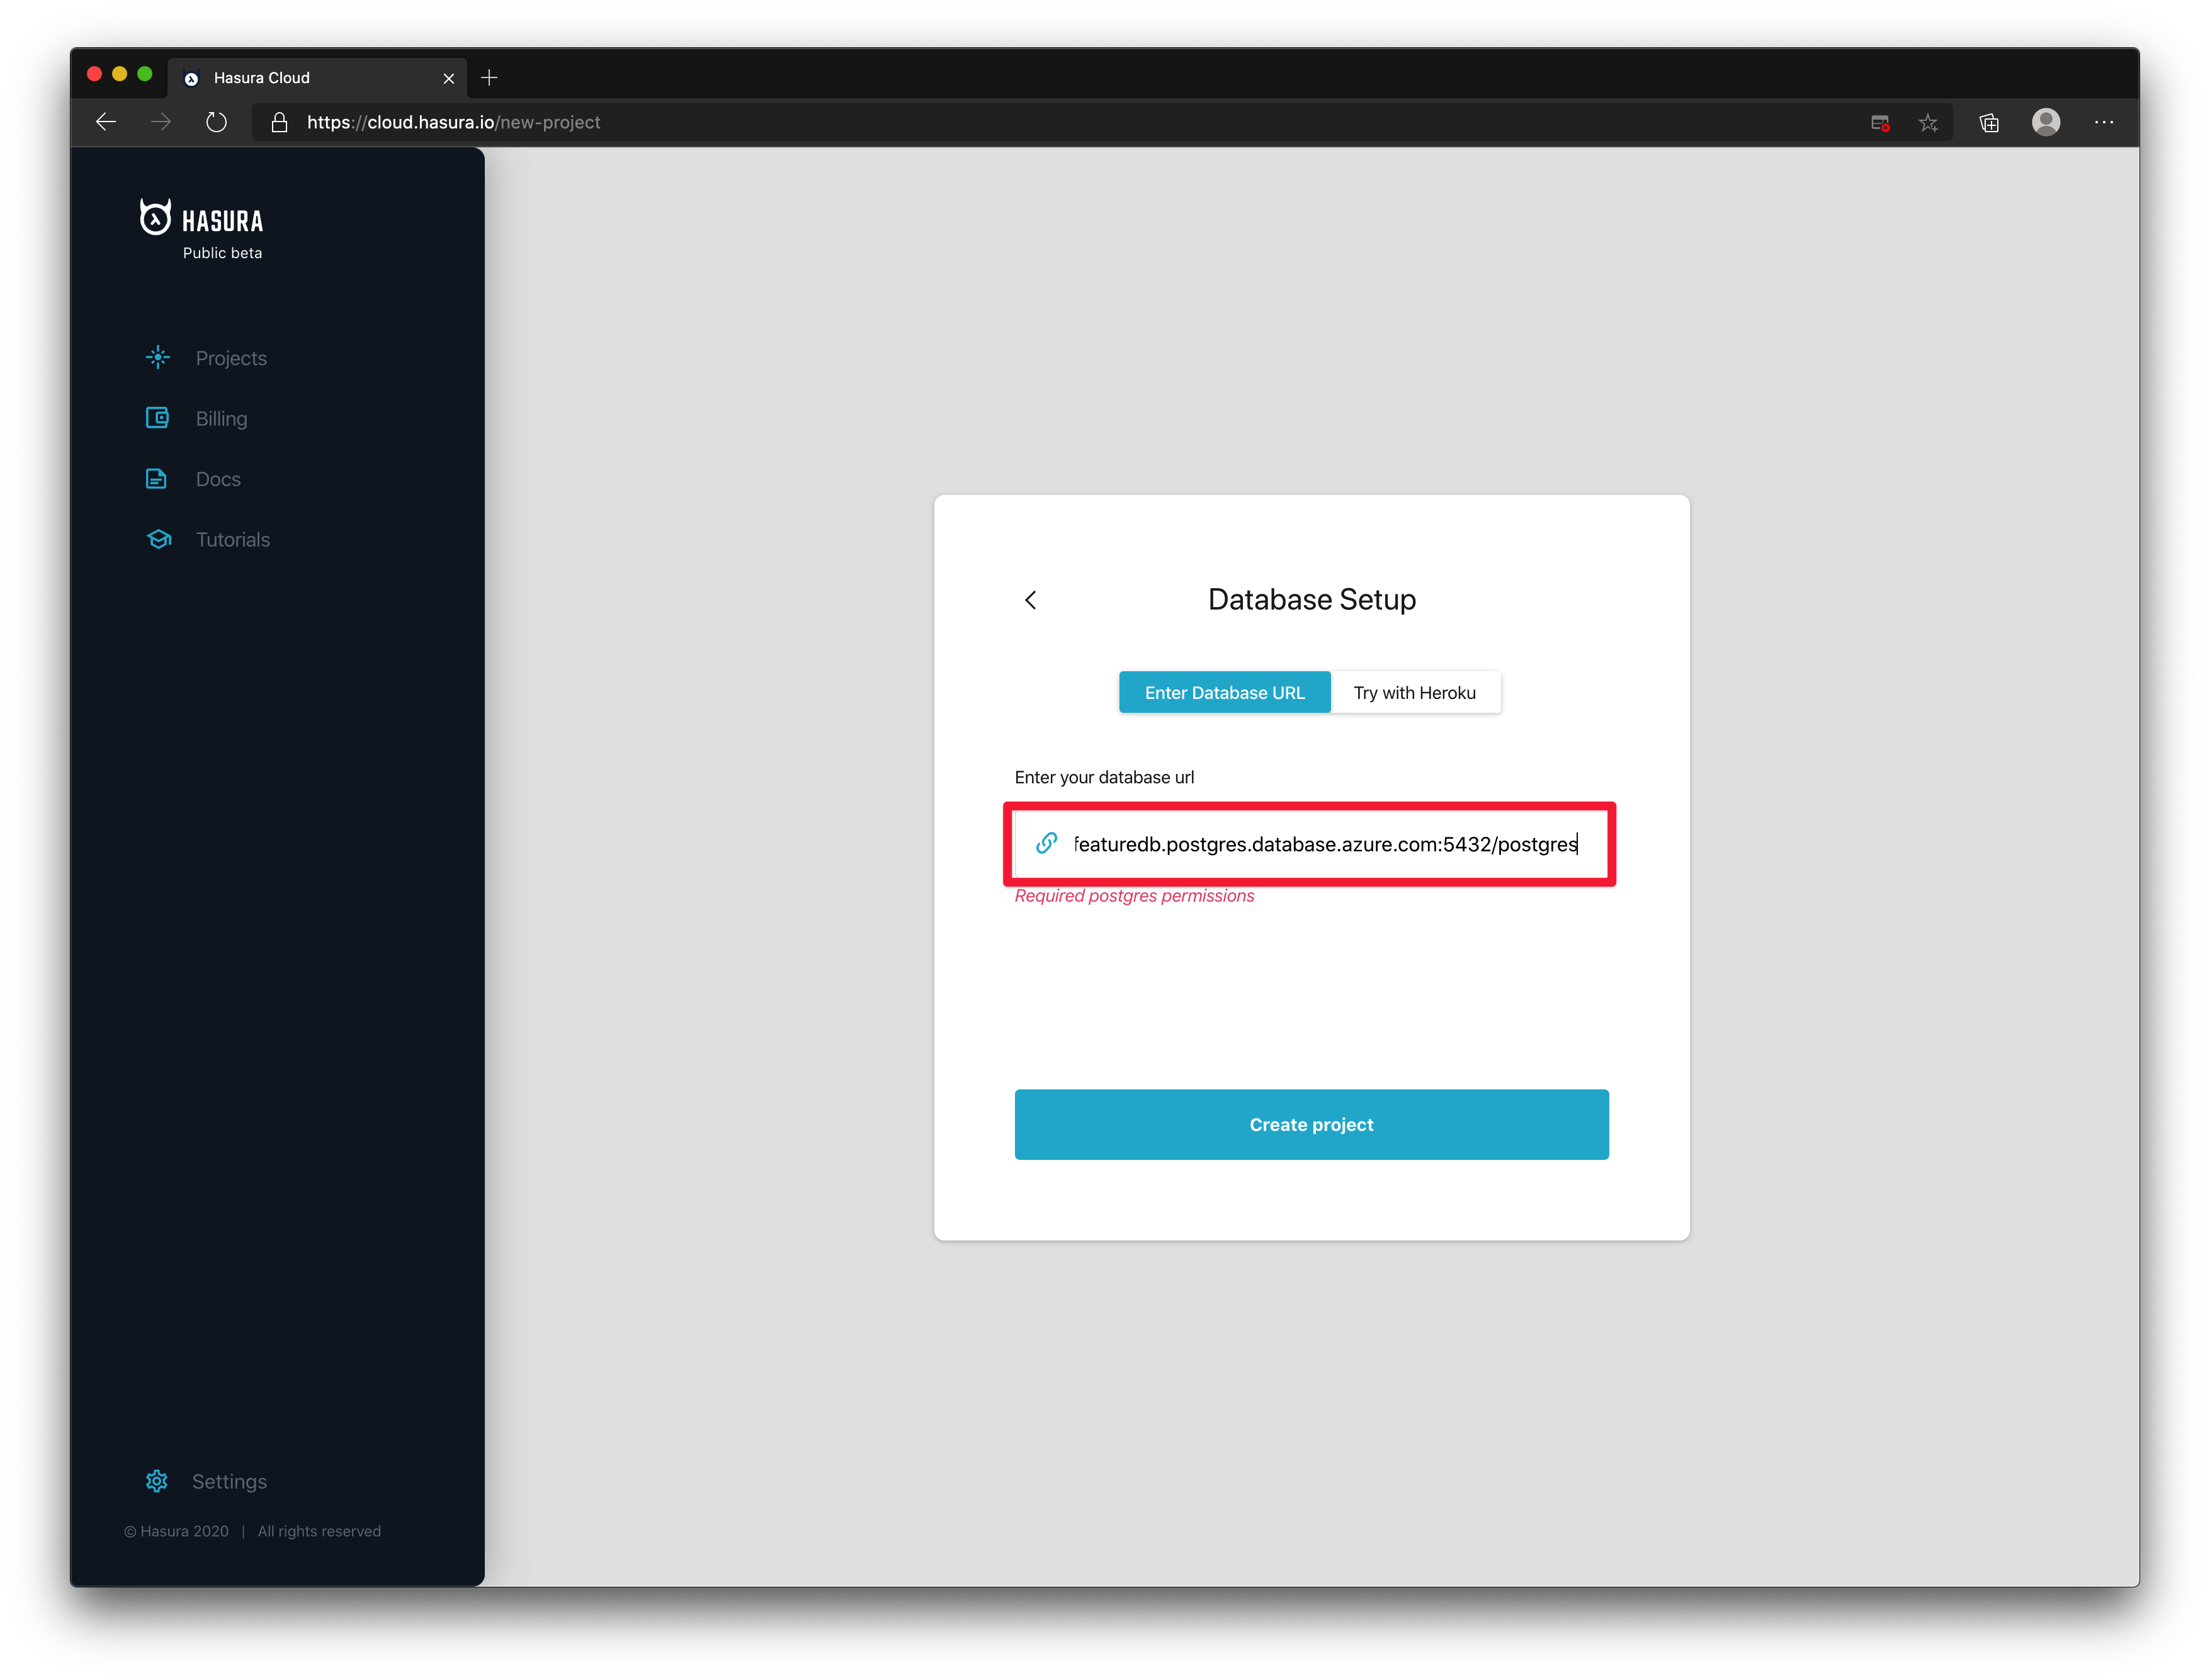 Hasura Cloud
https://cloud.hasura.io/new-project
HASURA
Public beta
Projects
Billing
Docs
Tutorials
Database Setup
Enter Database URL
Try with Heroku
Enter your database url
featuredb.postgres.database.azure.com:5432/postgres
Required postgres permissions
Create project
Settings
© Hasura 2020 | All rights reserved